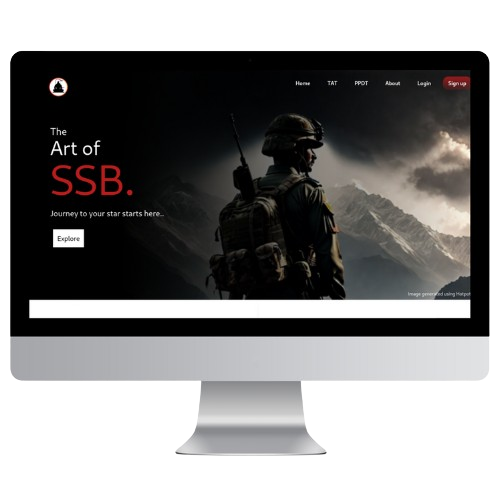 Home TAT PPDT About Login Sign up
The
Art of
SSB.
Journey to your star starts here...
Explore
Image generated using Hotpot